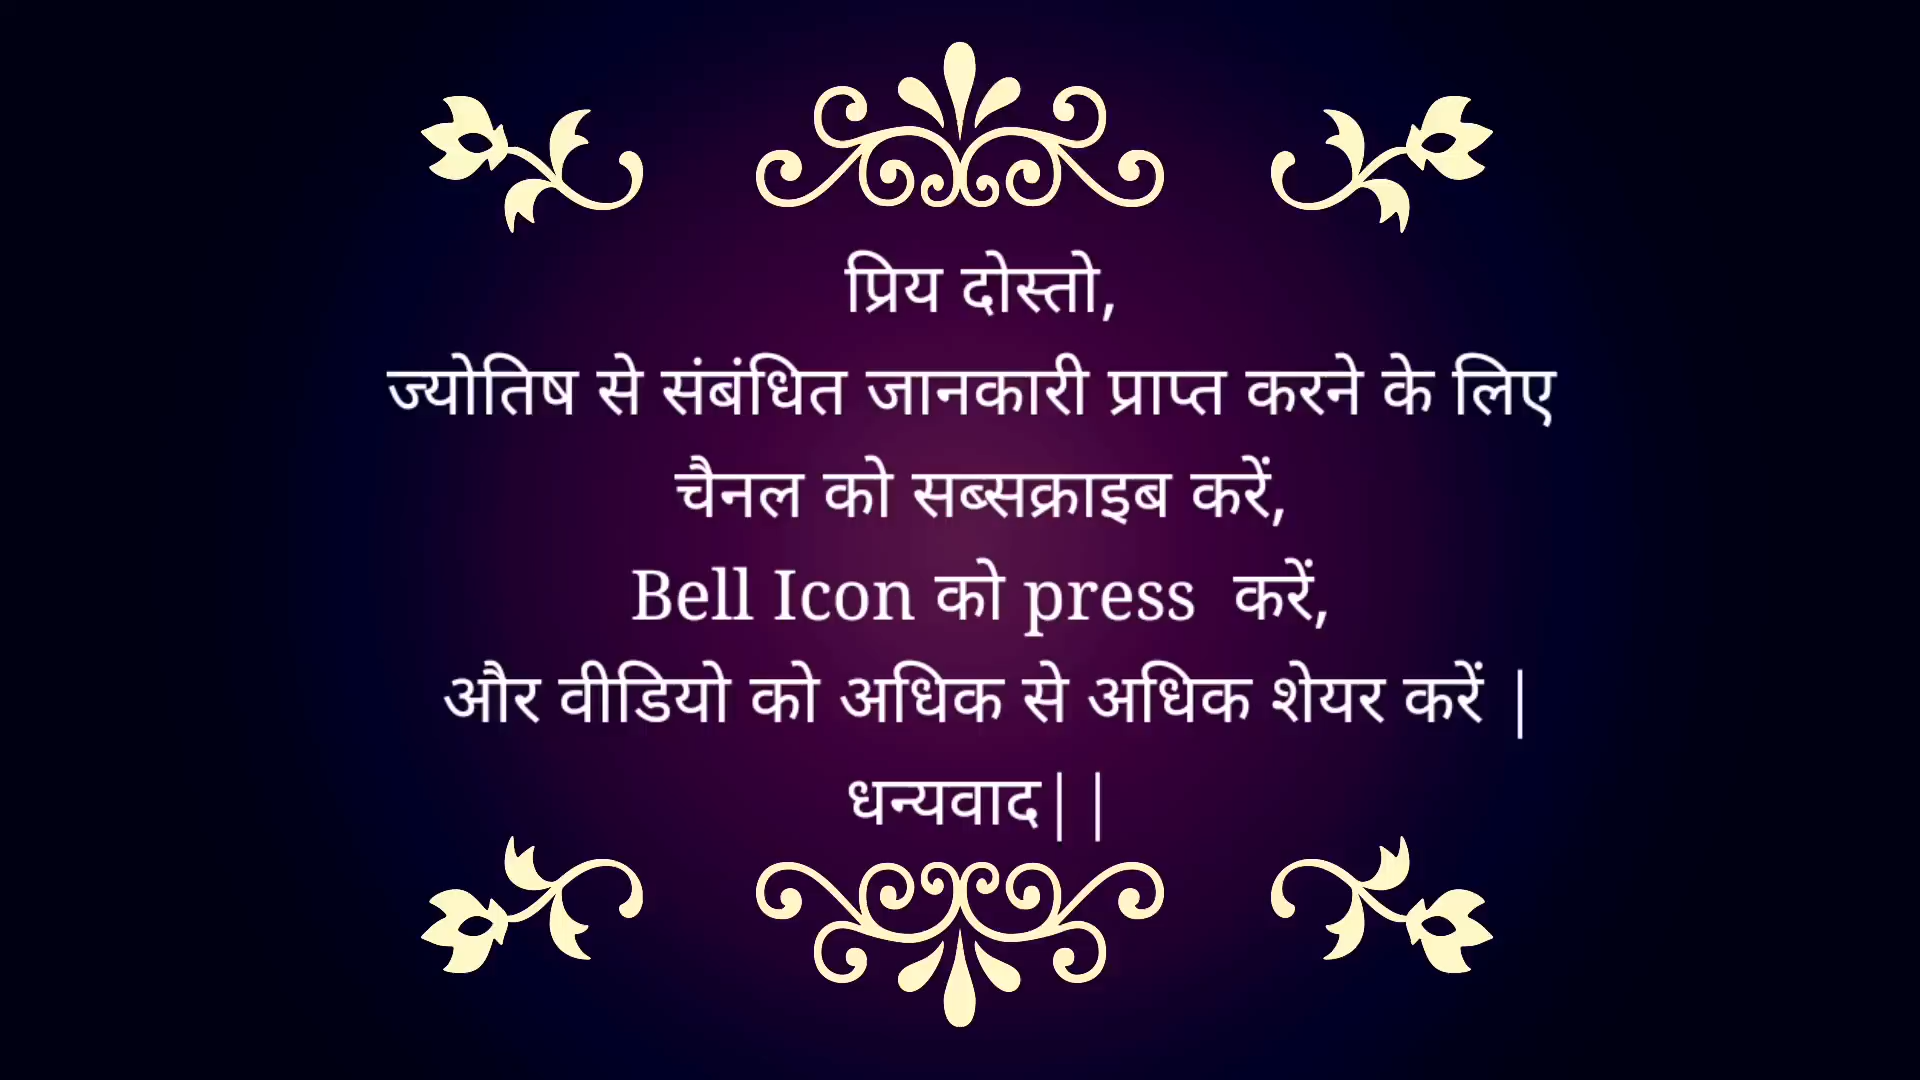 प्रिय दोस्तो,
ज्योतिष से संबंधित जानकारी प्राप्त करने के लिए
चैनल को सब्सक्राइब करें,
Bell Icon को press  करें,
और वीडियो को अधिक से अधिक शेयर करें |
धन्यवाद||